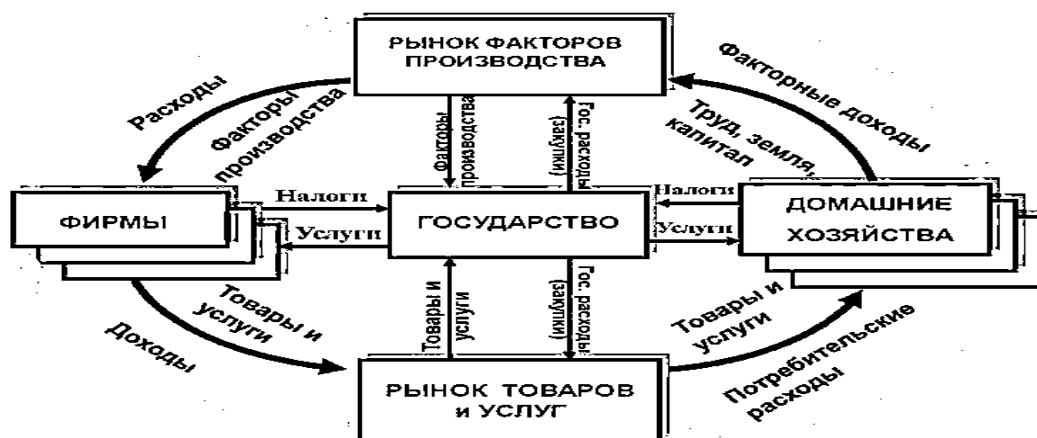 РЫНОК ФАКТОРОВ
ПРОИЗВОДСТВА
Расходы
Факторы
производства
Факторы
производства
Гос. расходы
(закупки)
Факторные доходы
Труд, земля,
капитал
ФИРМЫ
Налоги
Услуги
ГОСУДАРСТВО
Налоги
Услуги
ДОМАШНИЕ
ХОЗЯЙСТВА
Товары и
услуги
Доходы
Товары и
услуги
Гос. расходы
(закупки)
Товары и
услуги
Потребительские
расходы
РЫНОК ТОВАРОВ
и УСЛУГ